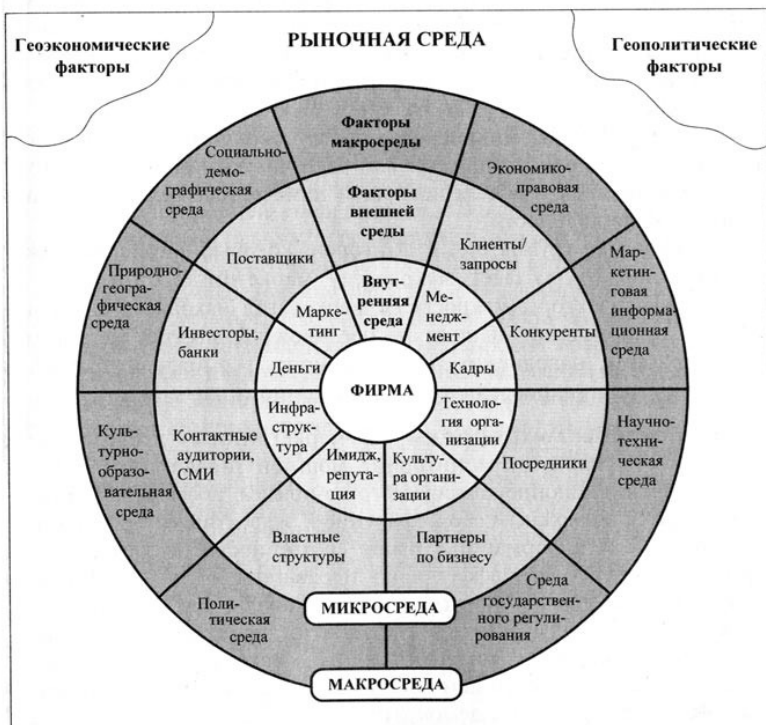 Геоэкономические
факторы
РЫНОЧНАЯ СРЕДА
Геополитические
факторы
Факторы
макросреды
Социально-
демо-
графическая
среда
Экономико-
правовая
среда
Факторы
внешней
среды
Поставщики
Клиенты/
запросы
Природно-
геогра-
фическая
среда
Мар-
кетин-
говая
информа-
ционная
среда
Внут-
ренняя
среда
Марке-
тинг
Ме-
недж-
мент
Инвесторы,
банки
Конкуренты
Деньги
ФИРМА
Кадры
Инфра-
струк-
тура
Техноло-
гия орга-
низации
Куль-
турно-
образо-
вательная
среда
Контактные
аудитории,
СМИ
Имидж,
репута-
ция
Культу-
ра органи-
зации
Посредники
Научно-
техни-
ческая
среда
Властные
структуры
Партнеры
по бизнесу
Поли-
тическая
среда
МИКРОСРЕДА
Среда
государствен-
ного регули-
рования
МАКРОСРЕДА